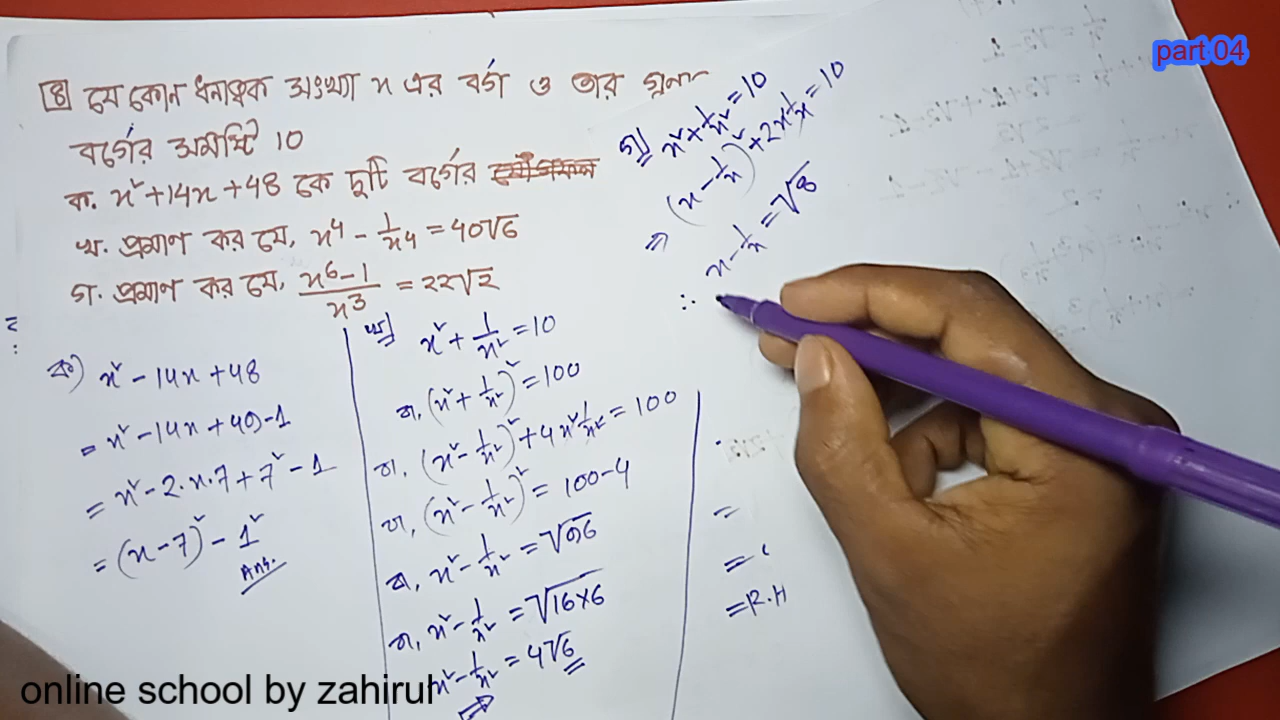 part 04
৪ যে কোন ধনাত্মক সংখ্যা x এর বর্গ ও তার গুনা-
বর্গের সমষ্টি 10
ক. x²+14x+48 কে দুটি বর্গের
খ. প্রমাণ কর যে, x⁴ - 1/x⁴ = 40√6
গ. প্রমাণ কর যে, (x⁶-1)/x³ = ২২√২
ক) x² - 14x + 48
= x² - 14x + 49 - 1
= x² - 2.x.7 + 7² - 1
= (x-7)² - 1²
Ans.
খ) x² + 1/x² = 10
বা, (x² + 1/x²)² = 100
বা, (x² - 1/x²)² + 4x² 1/x² = 100
বা, (x² - 1/x²)² = 100-4
বা, x² - 1/x² = √96
বা, x² - 1/x² = √16×6
x² - 1/x² = 4√6
গ) x² + 1/x² = 10
(x - 1/x)² + 2x 1/x = 10
⇒ x - 1/x = √8
∴
=
=
= R.H
online school by zahirul